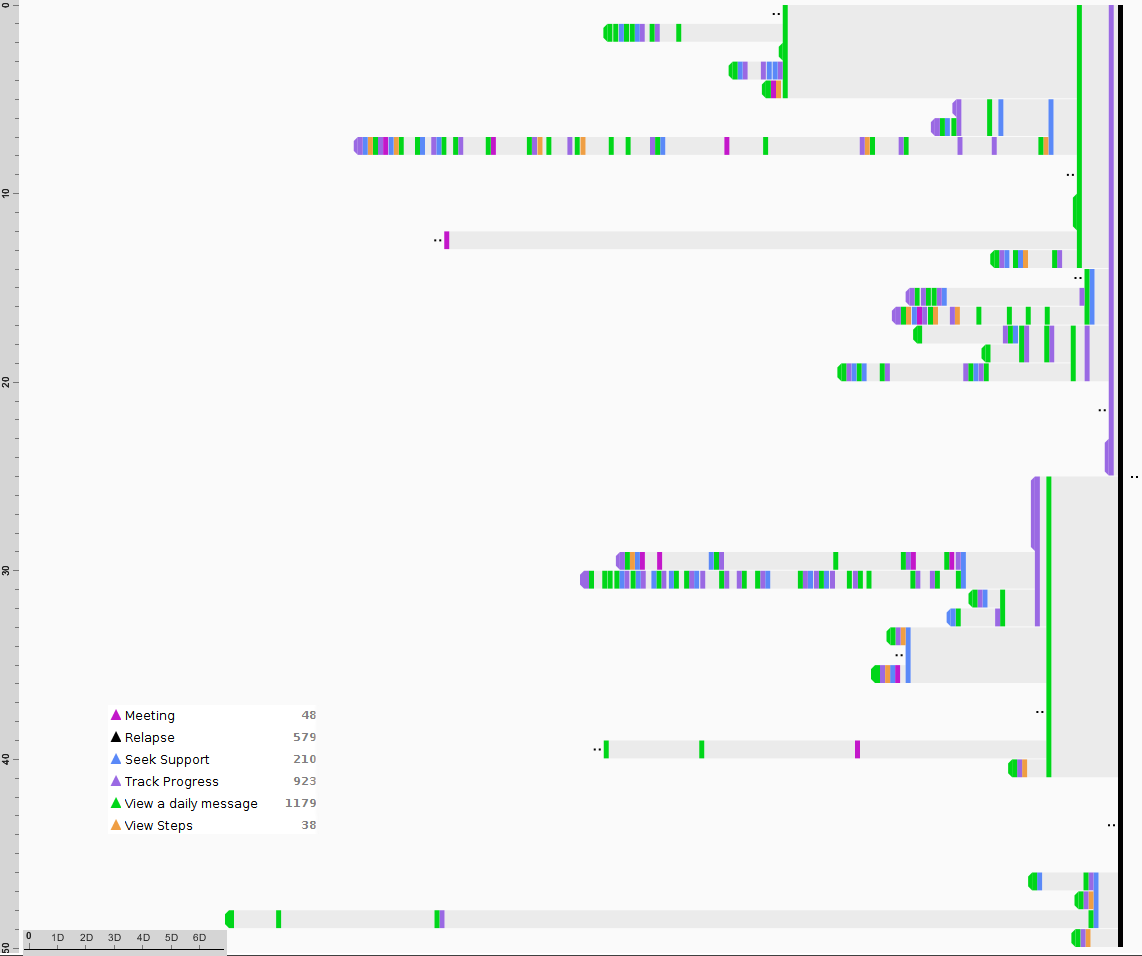 0
10
20
30
40
50
Meeting 48
Relapse 579
Seek Support 210
Track Progress 923
View a daily message 1179
View Steps 38
0 1D 2D 3D 4D 5D 6D